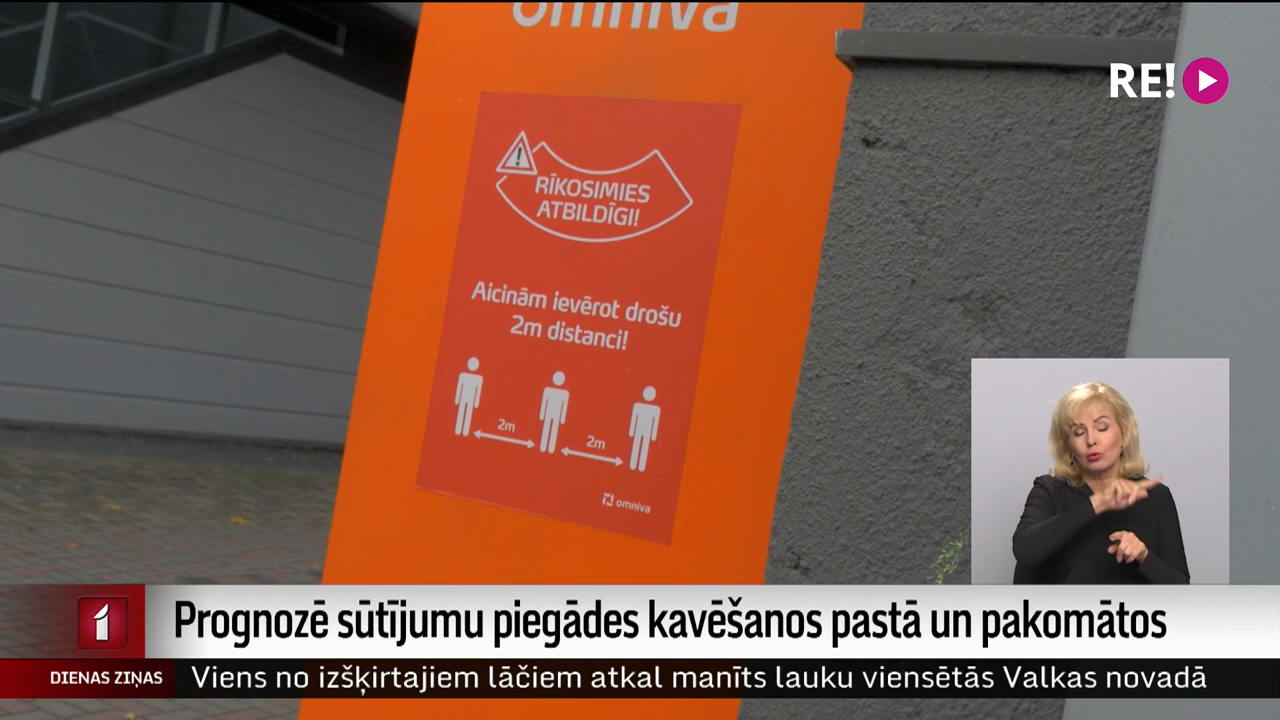 omniva
RE!
RĪKOSIMIES
ATBILDĪGI!
Aicinām ievērot drošu
2m distanci!
2m
2m
omniva
1
Prognozē sūtījumu piegādes kavēšanos pastā un pakomātos
DIENAS ZIŅAS
Viens no izšķirtajiem lāčiem atkal manīts lauku viensētās Valkas novadā